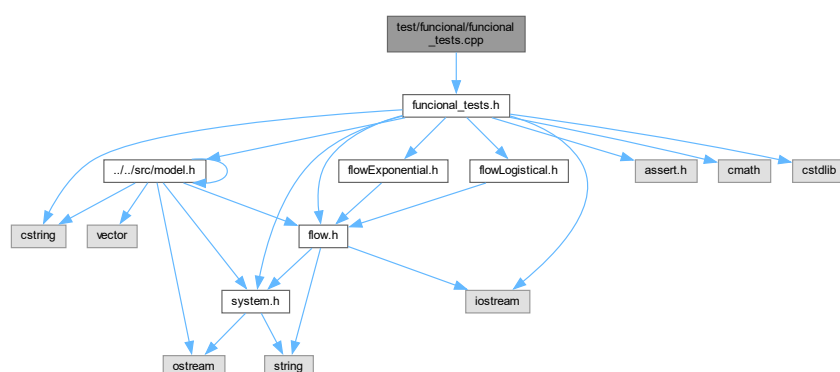 test/funcional/funcional
_tests.cpp
funcional_tests.h
../../src/model.h
flowExponential.h
flowLogistical.h
assert.h
cmath
cstdlib
cstring
vector
flow.h
system.h
iostream
ostream
string